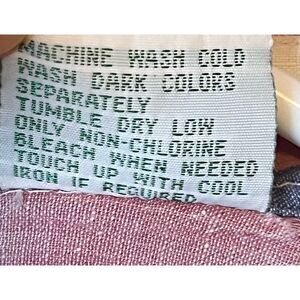 MACHINE WASH COLD
WASH DARK COLORS
SEPARATELY
TUMBLE DRY LOW
ONLY NON-CHLORINE
BLEACH WHEN NEEDED
TOUCH UP WITH COOL
IRON IF REQUIRED